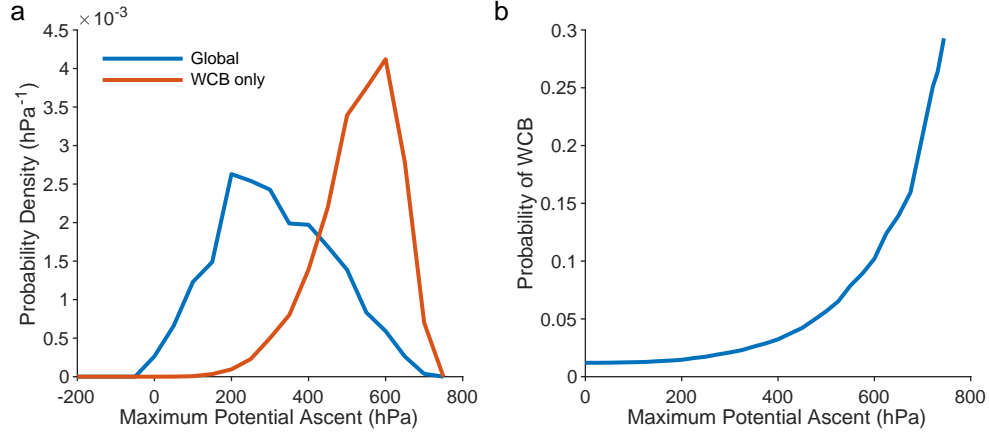 a
×10⁻³
4.5
4
3.5
3
2.5
2
1.5
1
0.5
0
Probability Density (hPa⁻¹)
Global
WCB only
-200 0 200 400 600 800
Maximum Potential Ascent (hPa)
b
0.3
0.25
0.2
0.15
0.1
0.05
0
Probability of WCB
0 200 400 600 800
Maximum Potential Ascent (hPa)